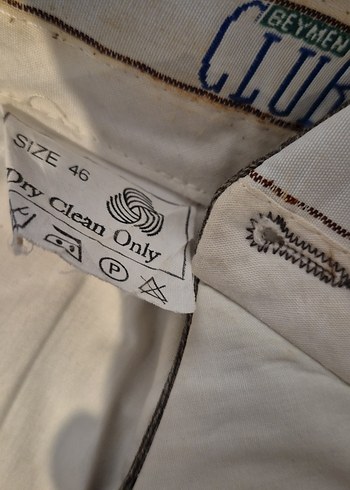 BEYMEN
CLUB
SIZE 46
Dry Clean Only
P